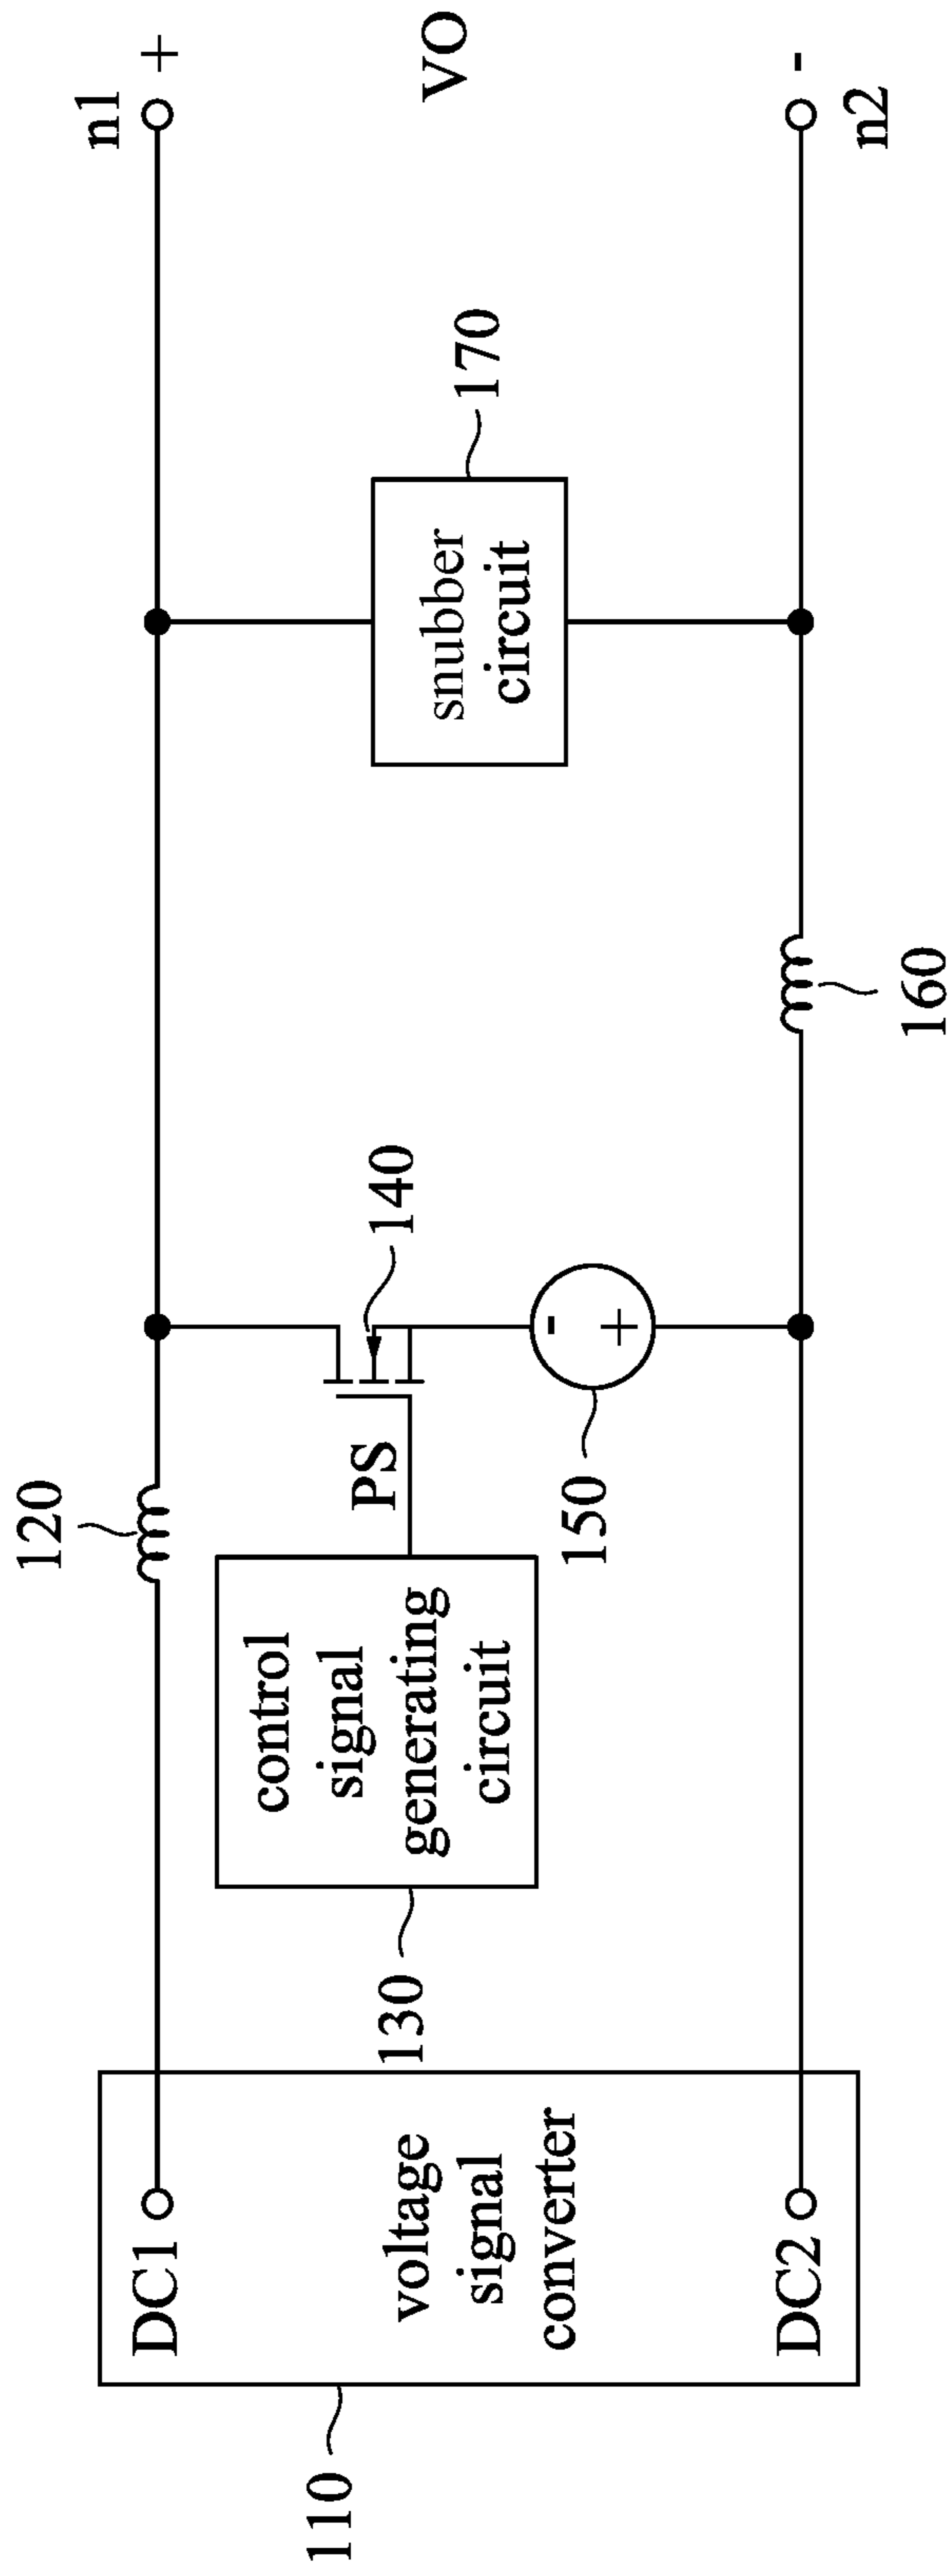 110
DC1
voltage
signal
converter
DC2
130
control
signal
generating
circuit
120
PS
140
-
+
150
160
snubber
circuit
170
n1
+
VO
-
n2